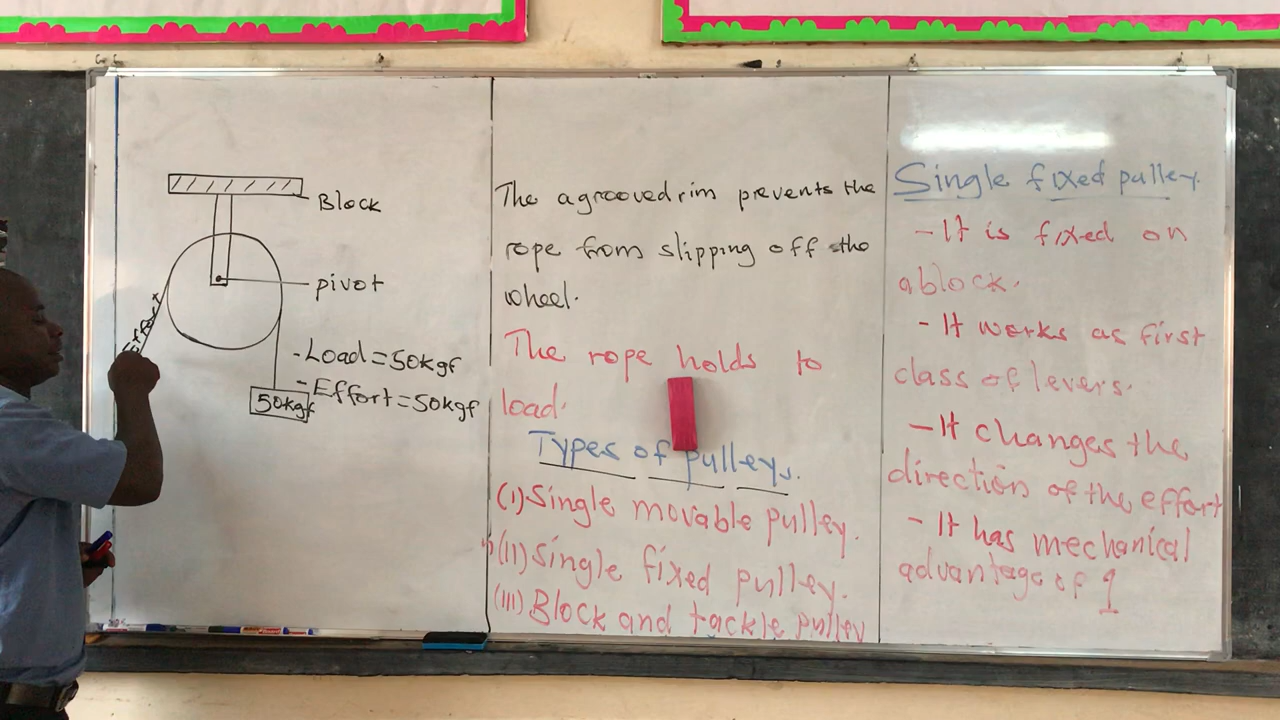 Block
pivot
Effort
- Load = 50kgf
- Effort = 50kgf
50kgf
The a grooved rim prevents the
rope from slipping off the
wheel.
The rope holds to
load.
Types of pulleys.
(I) Single movable pulley.
(II) Single fixed pulley.
(III) Block and tackle pulley
Single fixed pulley.
- It is fixed on
a block.
- It works as first
class of levers.
- It changes the
direction of the effort
- It has mechanical
advantage of 1